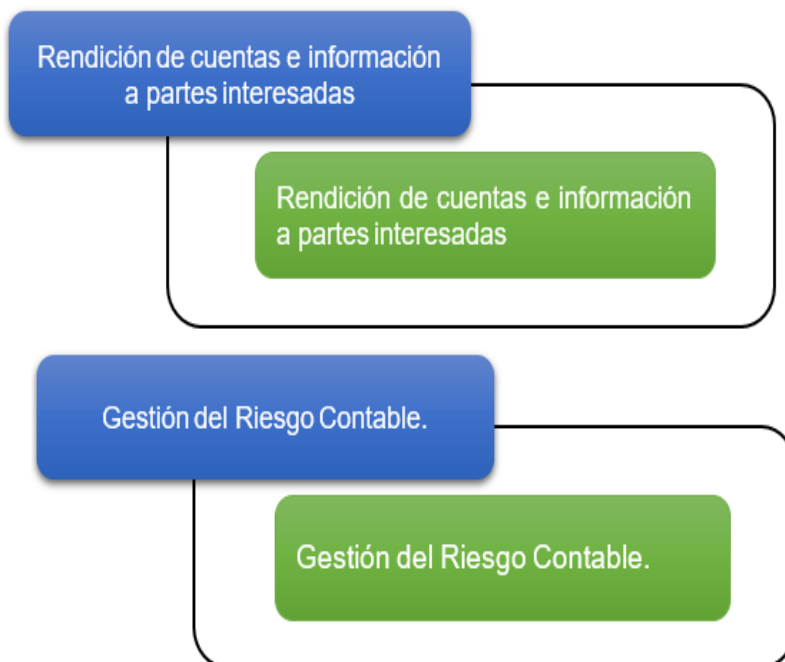 Rendición de cuentas e información
a partes interesadas
Rendición de cuentas e información
a partes interesadas
Gestión del Riesgo Contable.
Gestión del Riesgo Contable.